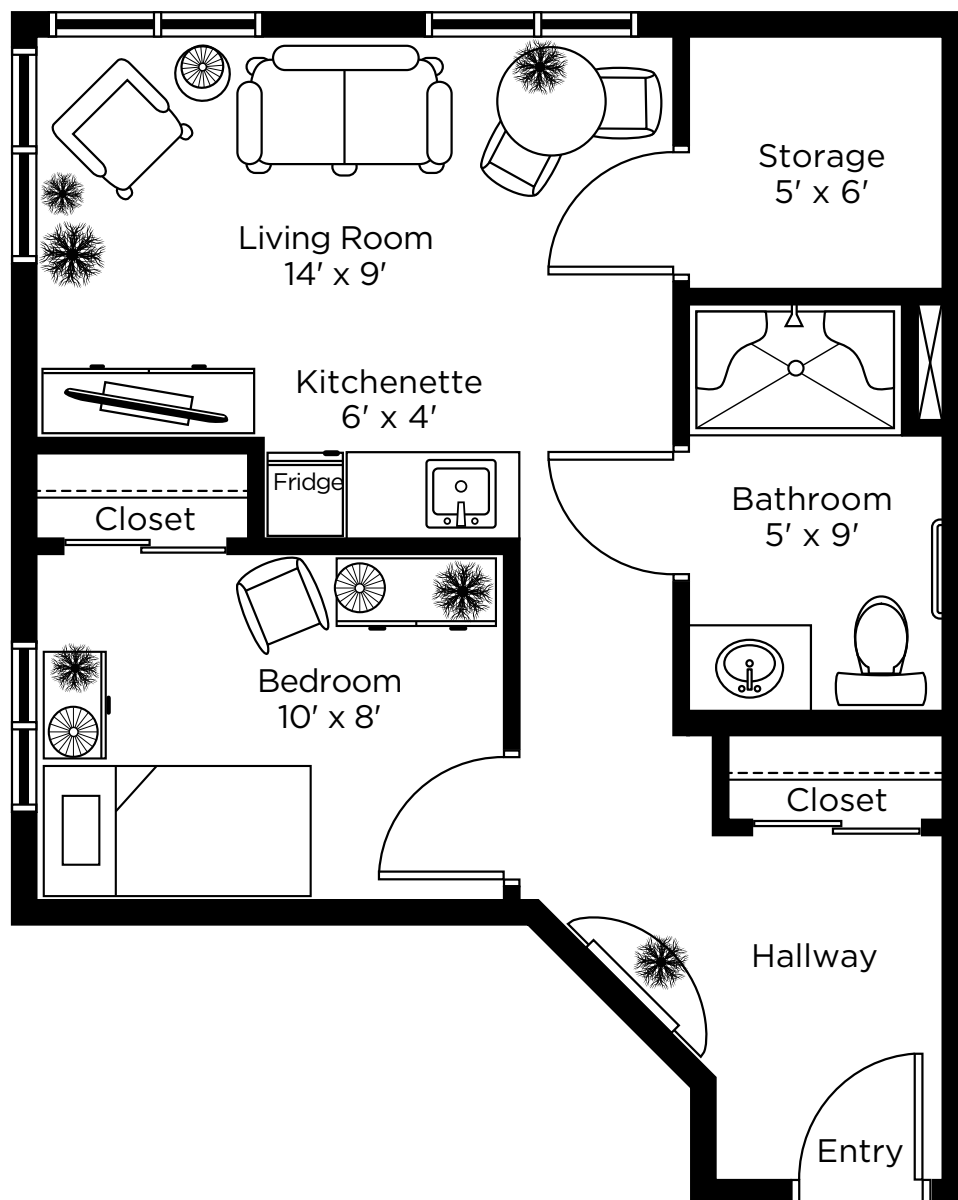 Storage
5' x 6'
Living Room
14' x 9'
Kitchenette
6' x 4'
Fridge
Closet
Bathroom
5' x 9'
Bedroom
10' x 8'
Closet
Hallway
Entry